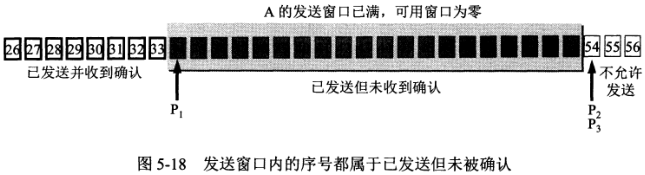 A 的发送窗口已满，可用窗口为零
26 27 28 29 30 31 32 33 54 55 56
已发送并收到确认
已发送但未收到确认
不允许
发送
P1
P2
P3
图 5-18 发送窗口内的序号都属于已发送但未被确认